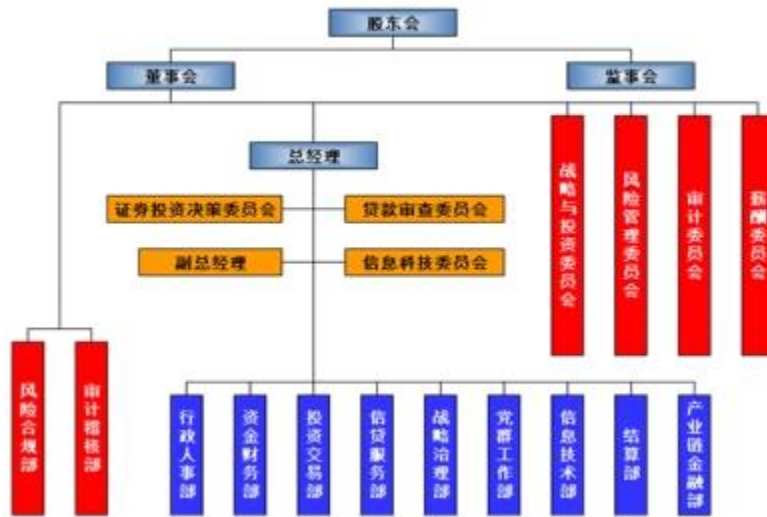 股东会
董事会
监事会
总经理
证券投资决策委员会
贷款审查委员会
副总经理
信息科技委员会
战略与投资委员会
风险管理委员会
审计委员会
薪酬委员会
风险合规部
审计稽核部
行政人事部
资金财务部
投资交易部
信贷服务部
战略治理部
党群工作部
信息技术部
结算部
产业链金融部